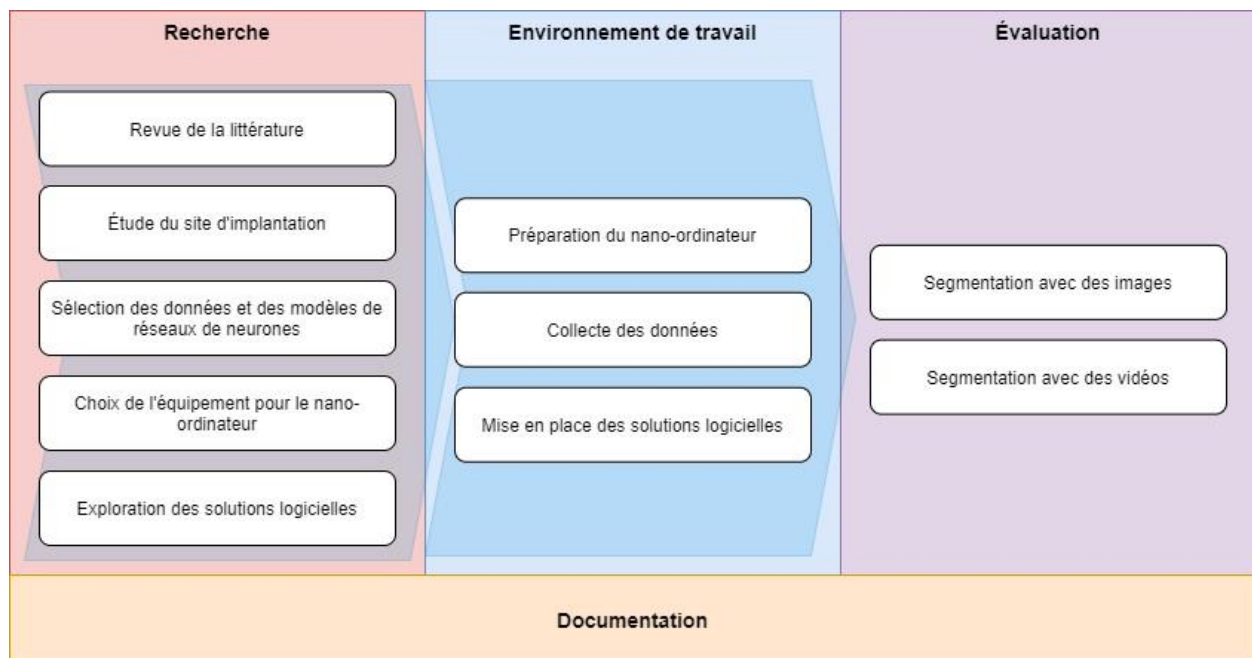 Recherche
Revue de la littérature
Étude du site d'implantation
Sélection des données et des modèles de
réseaux de neurones
Choix de l'équipement pour le nano-
ordinateur
Exploration des solutions logicielles
Environnement de travail
Préparation du nano-ordinateur
Collecte des données
Mise en place des solutions logicielles
Évaluation
Segmentation avec des images
Segmentation avec des vidéos
Documentation